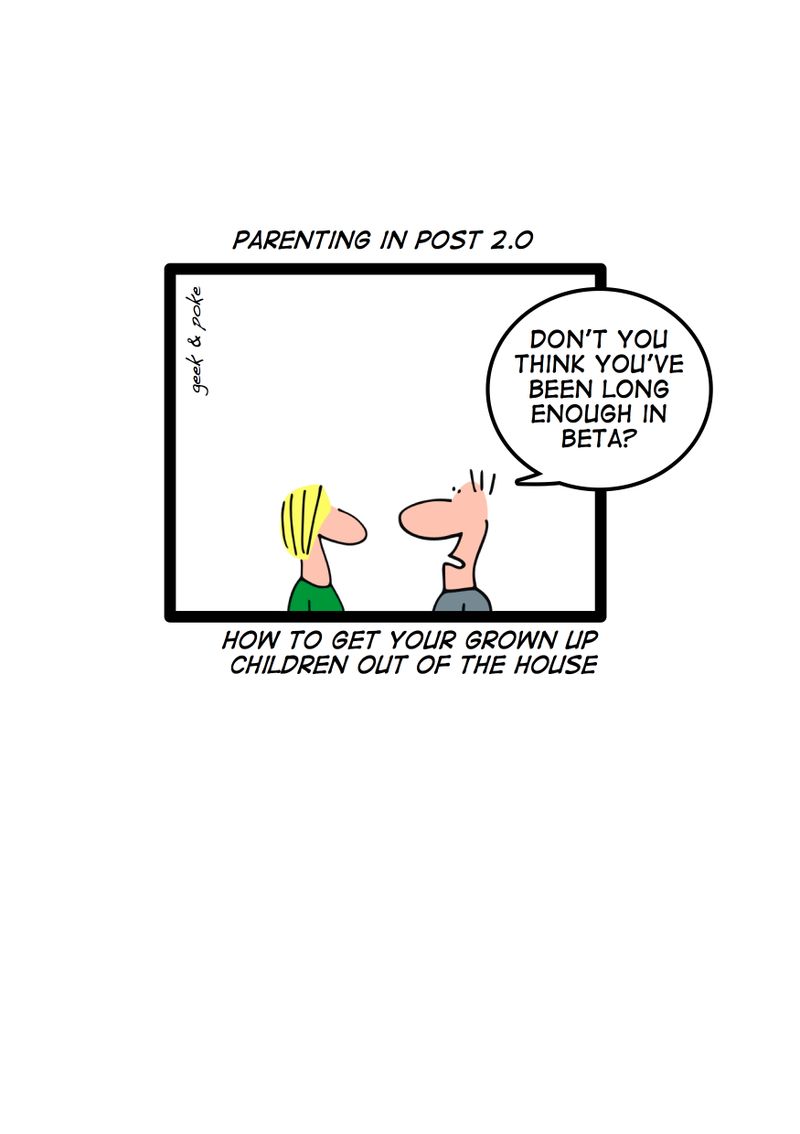 PARENTING IN POST 2.0
geek & poke
DON'T YOU
THINK YOU'VE
BEEN LONG
ENOUGH IN
BETA?
HOW TO GET YOUR GROWN UP
CHILDREN OUT OF THE HOUSE